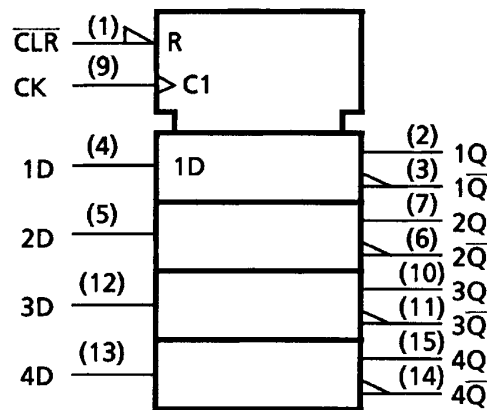 C̅L̅R̅ (1) R
CK (9) C1
1D (4) 1D (2) 1Q
(3) 1Q̅
2D (5) (7) 2Q
(6) 2Q̅
3D (12) (10) 3Q
(11) 3Q̅
4D (13) (15) 4Q
(14) 4Q̅